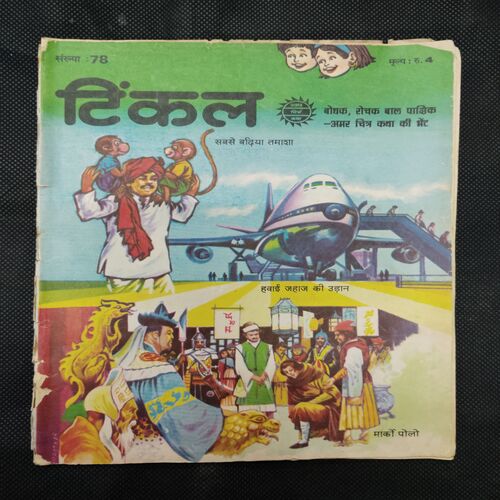 संख्या :78
मूल्य: रु. 4
टिंकल
बोधक, रोचक बाल पाक्षिक
-अमर चित्र कथा की भेंट
सबसे बढ़िया तमाशा
हवाई जहाज की उड़ान
मार्को पोलो